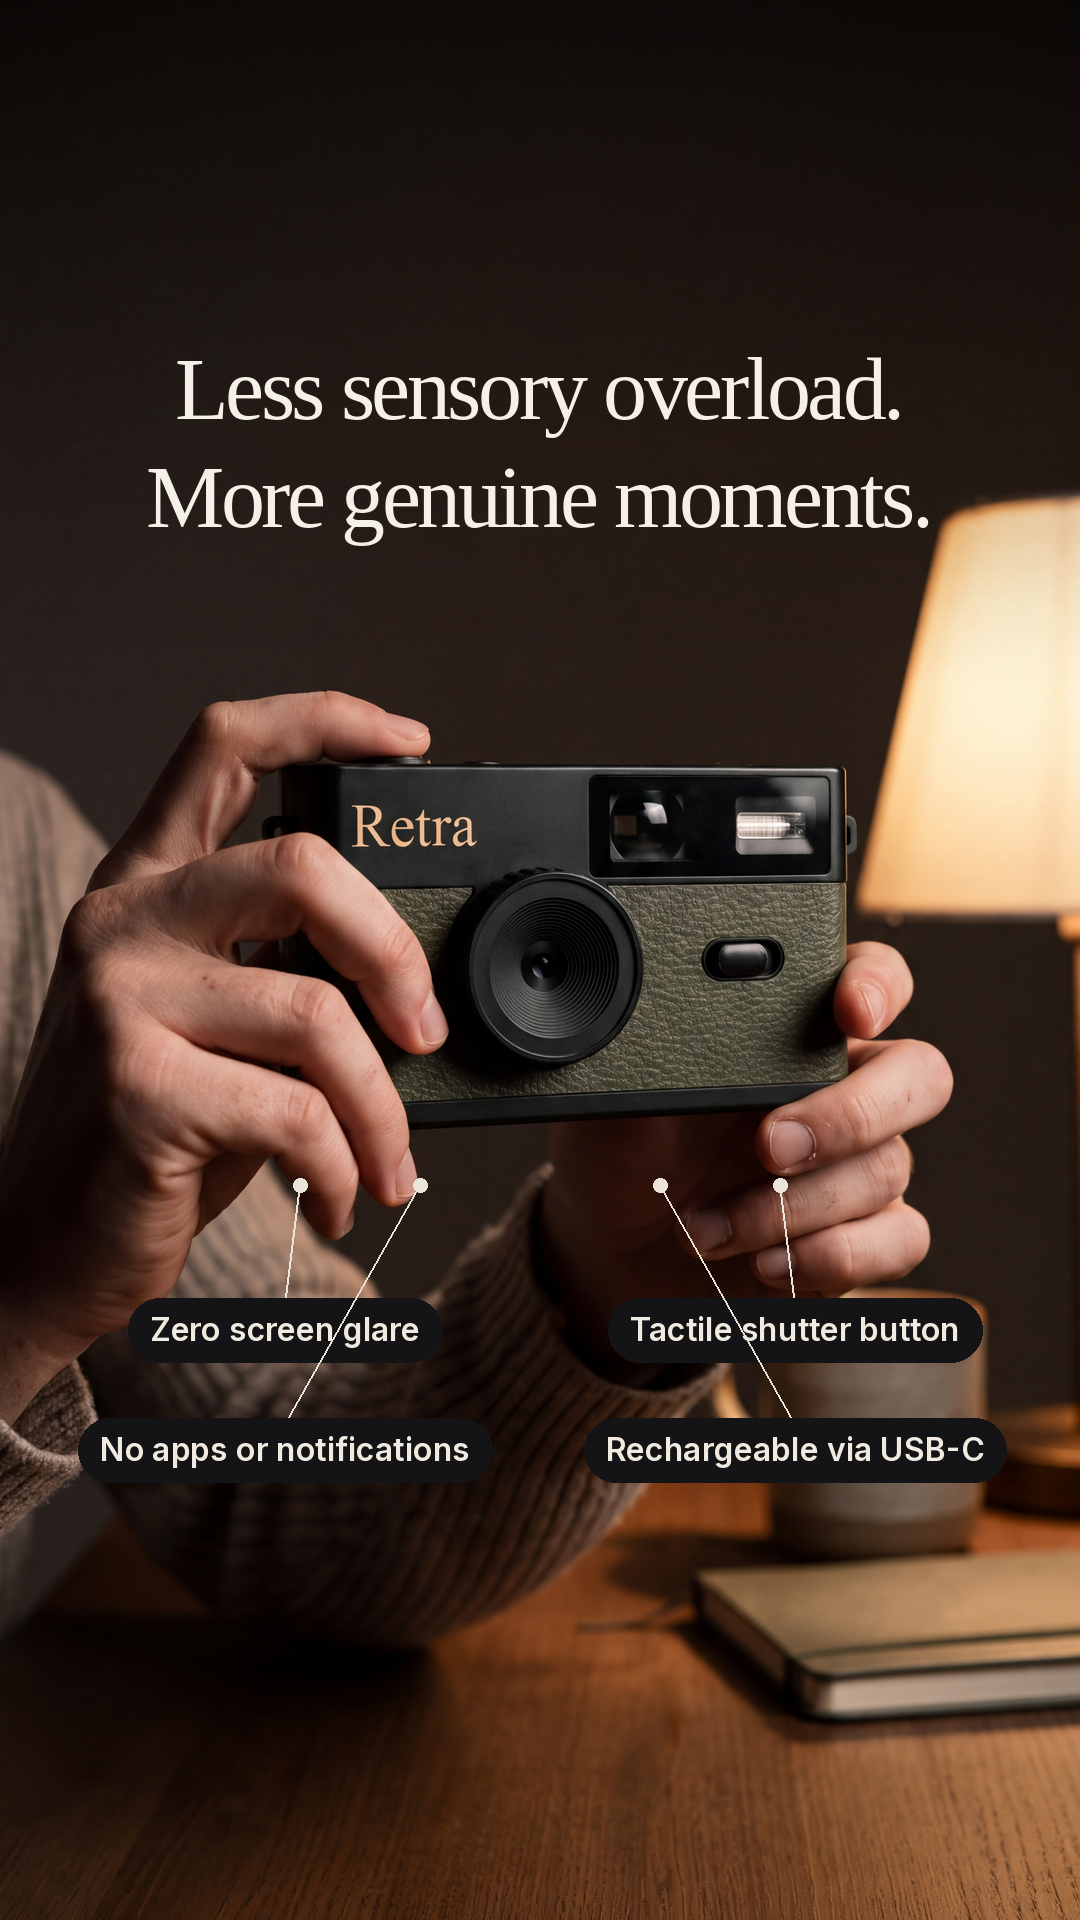 Less sensory overload.
More genuine moments.
Retra
Zero screen glare
Tactile shutter button
No apps or notifications
Rechargeable via USB-C